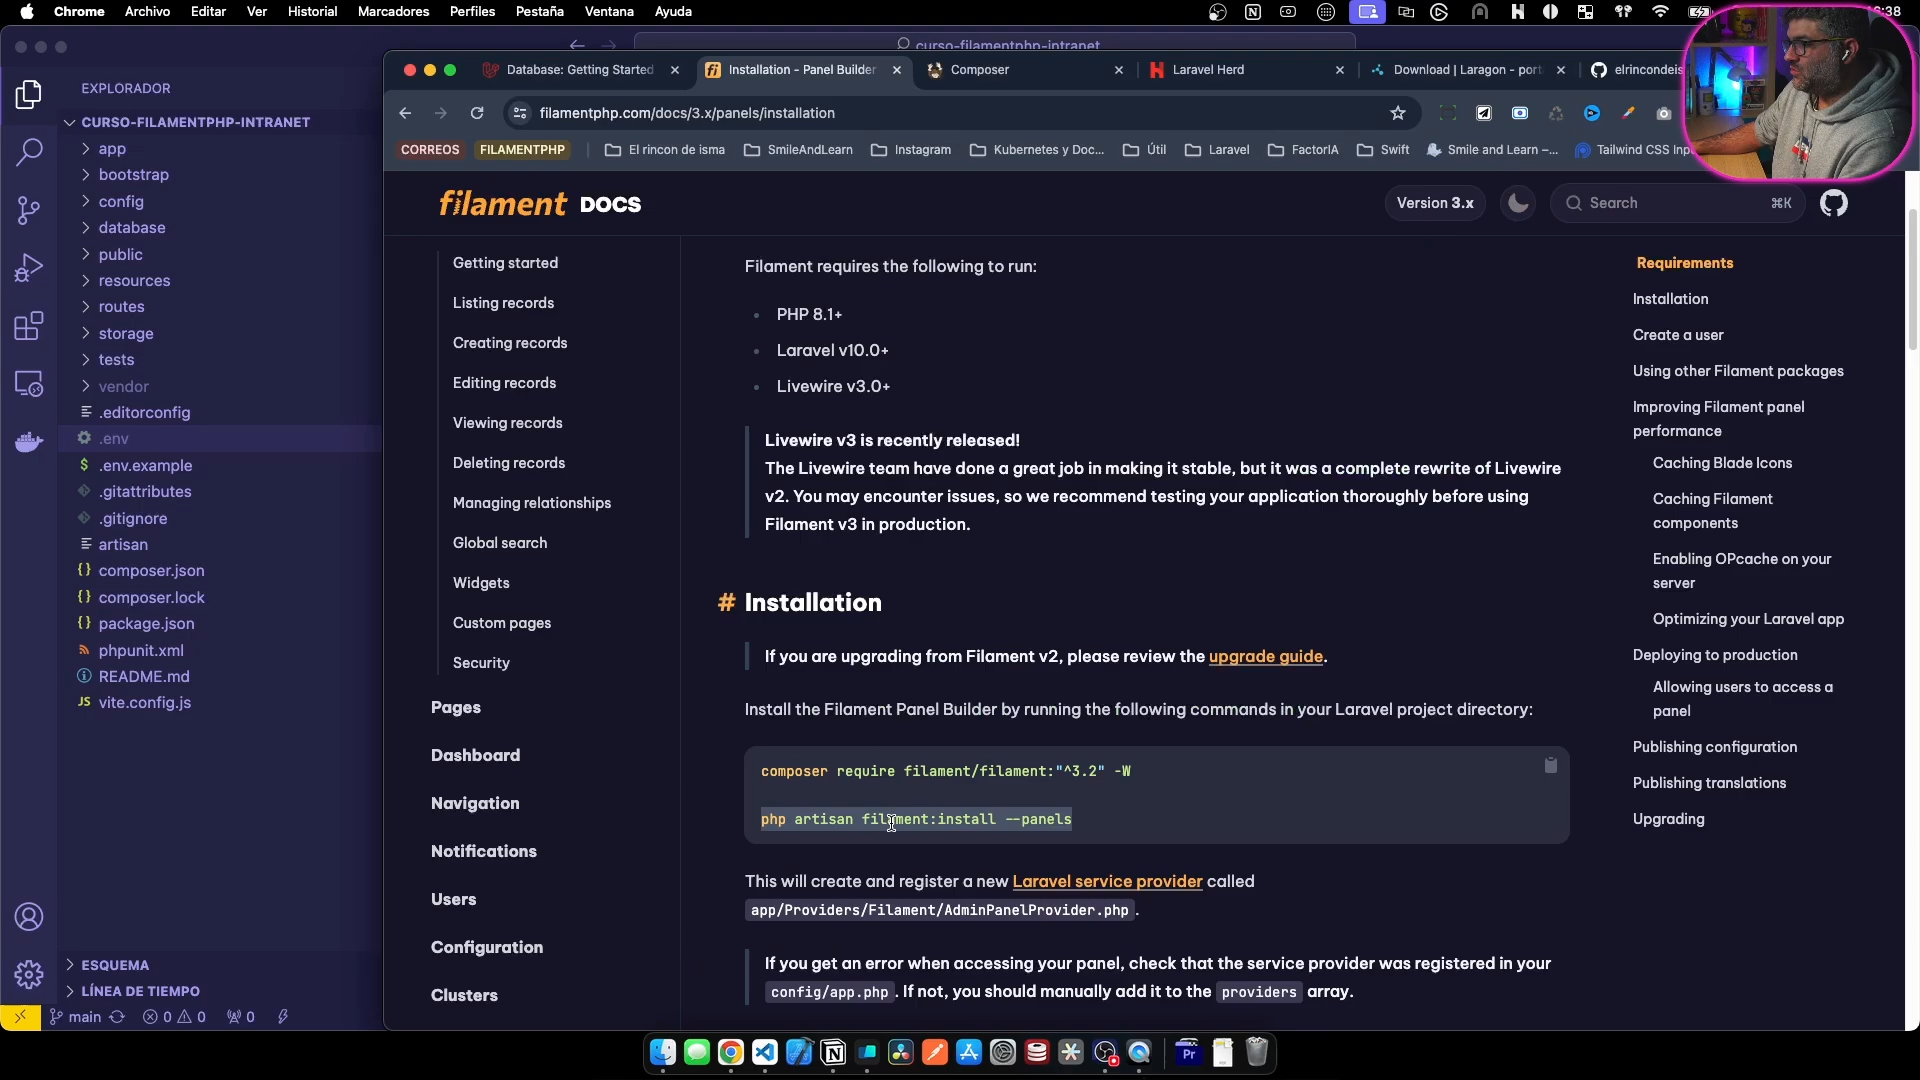 Chrome Archivo Editar Ver Historial Marcadores Perfiles Pestaña Ventana Ayuda
:38
curso-filamentphp-intranet
EXPLORADOR
CURSO-FILAMENTPHP-INTRANET
app
bootstrap
config
database
public
resources
routes
storage
tests
vendor
.editorconfig
.env
.env.example
.gitattributes
.gitignore
artisan
composer.json
composer.lock
package.json
phpunit.xml
README.md
vite.config.js
ESQUEMA
LÍNEA DE TIEMPO
main 0 0 0
Database: Getting Started
Installation - Panel Builder
Composer
Laravel Herd
Download | Laragon - port
elrincondeis
filamentphp.com/docs/3.x/panels/installation
CORREOS FILAMENTPHP El rincon de isma SmileAndLearn Instagram Kubernetes y Doc... Útil Laravel FactorIA Swift Smile and Learn –... Tailwind CSS
filament DOCS
Version 3.x
Search ⌘K
Getting started
Listing records
Creating records
Editing records
Viewing records
Deleting records
Managing relationships
Global search
Widgets
Custom pages
Security
Pages
Dashboard
Navigation
Notifications
Users
Configuration
Clusters
Filament requires the following to run:
PHP 8.1+
Laravel v10.0+
Livewire v3.0+
Livewire v3 is recently released!
The Livewire team have done a great job in making it stable, but it was a complete rewrite of Livewire
v2. You may encounter issues, so we recommend testing your application thoroughly before using
Filament v3 in production.
# Installation
If you are upgrading from Filament v2, please review the upgrade guide.
Install the Filament Panel Builder by running the following commands in your Laravel project directory:
composer require filament/filament:"^3.2" -W
php artisan filament:install --panels
This will create and register a new Laravel service provider called
app/Providers/Filament/AdminPanelProvider.php.
If you get an error when accessing your panel, check that the service provider was registered in your
config/app.php. If not, you should manually add it to the providers array.
Requirements
Installation
Create a user
Using other Filament packages
Improving Filament panel
performance
Caching Blade Icons
Caching Filament
components
Enabling OPcache on your
server
Optimizing your Laravel app
Deploying to production
Allowing users to access a
panel
Publishing configuration
Publishing translations
Upgrading
Pr